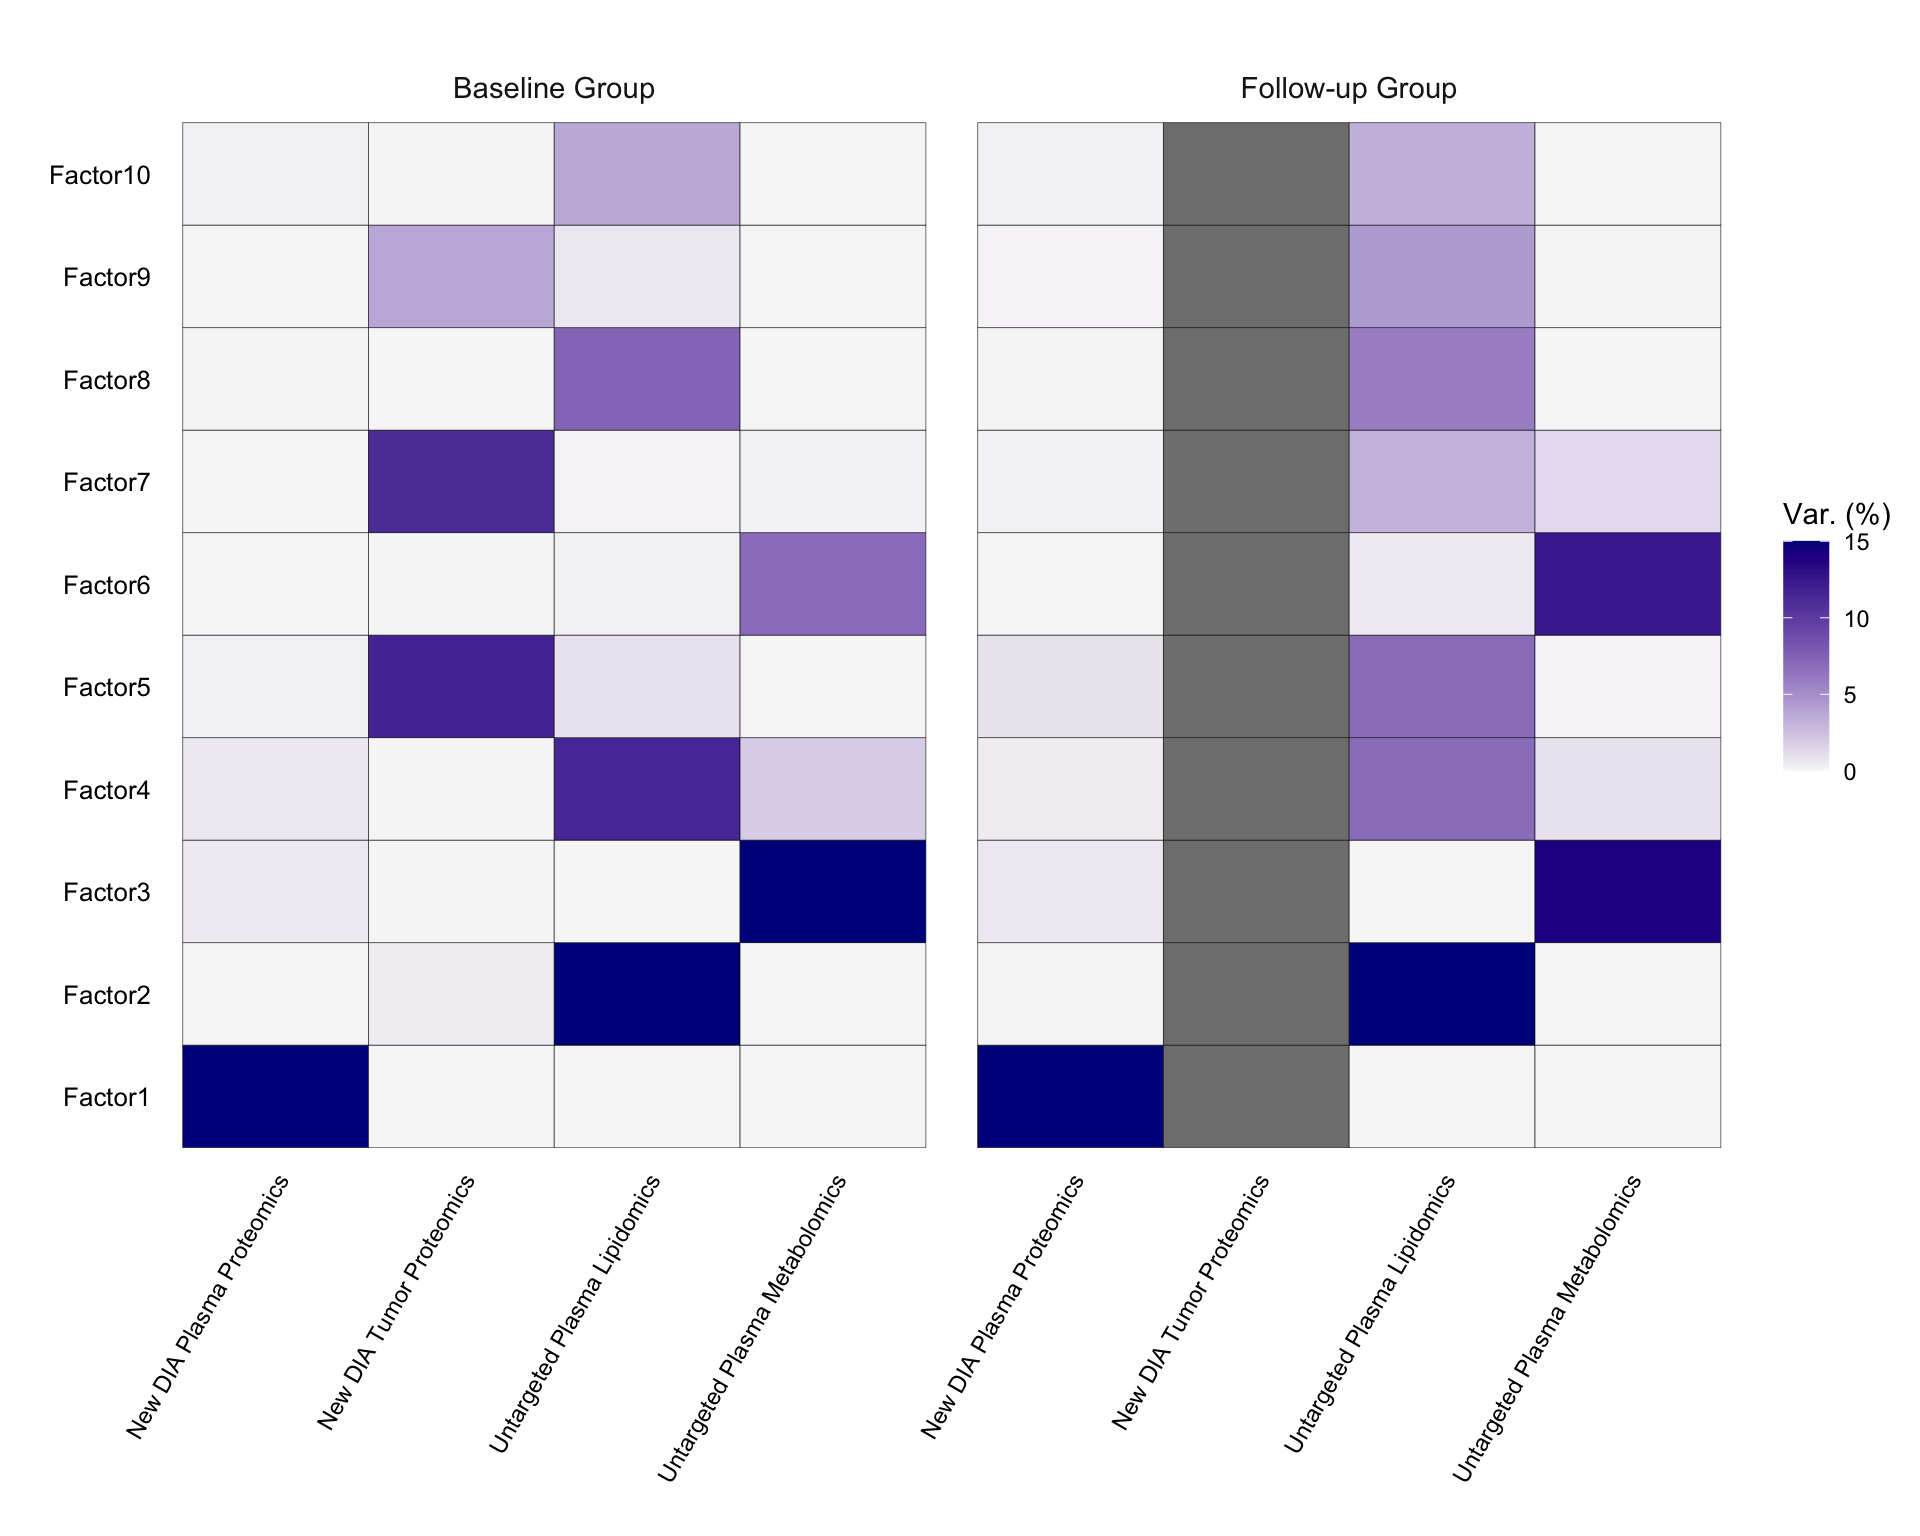 Baseline Group
Follow-up Group
Factor10
Factor9
Factor8
Factor7
Factor6
Factor5
Factor4
Factor3
Factor2
Factor1
Var. (%)
15
10
5
0
New DIA Plasma Proteomics
New DIA Tumor Proteomics
Untargeted Plasma Lipidomics
Untargeted Plasma Metabolomics
New DIA Plasma Proteomics
New DIA Tumor Proteomics
Untargeted Plasma Lipidomics
Untargeted Plasma Metabolomics